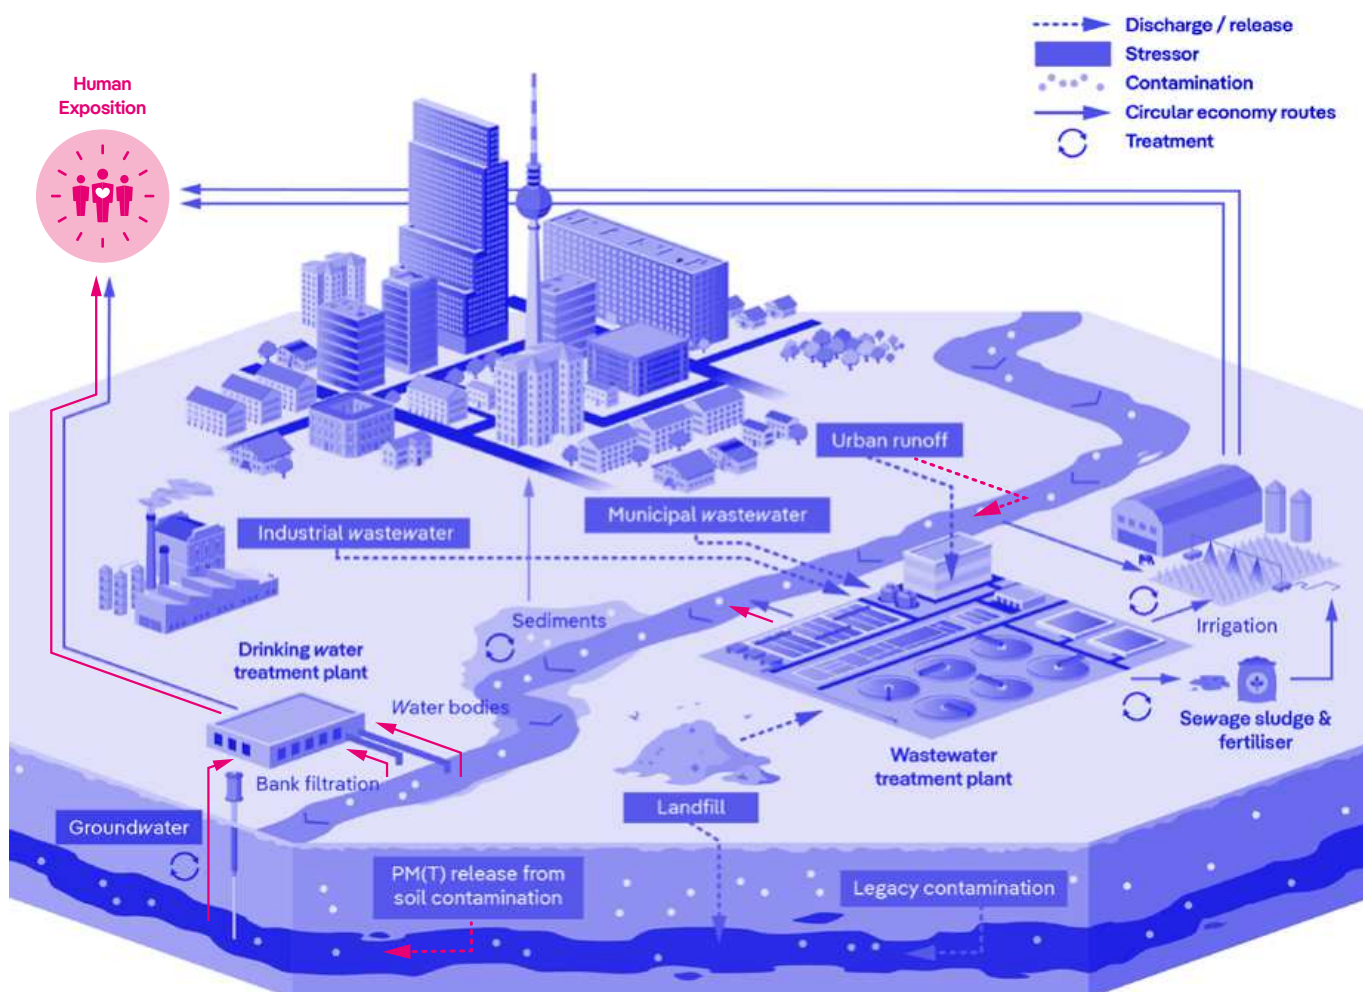 Discharge / release
Stressor
Contamination
Circular economy routes
Treatment
Human
Exposition
Urban runoff
Municipal wastewater
Industrial wastewater
Sediments
Irrigation
Drinking water
treatment plant
Water bodies
Sewage sludge &
fertiliser
Wastewater
treatment plant
Bank filtration
Landfill
Groundwater
PM(T) release from
soil contamination
Legacy contamination